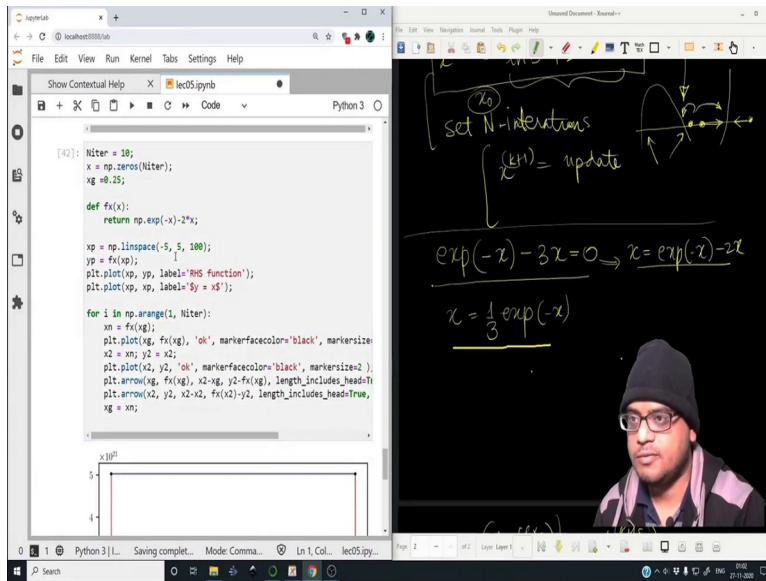 JupyterLab
localhost:8888/lab
File Edit View Run Kernel Tabs Settings Help
Show Contextual Help
lec05.ipynb
Code
Python 3
[42]:
Niter = 10;
x = np.zeros(Niter);
xg =0.25;
def fx(x):
return np.exp(-x)-2*x;
xp = np.linspace(-5, 5, 100);
yp = fx(xp);
plt.plot(xp, yp, label='RHS function');
plt.plot(xp, xp, label='$y = x$');
for i in np.arange(1, Niter):
xn = fx(xg);
plt.plot(xg, fx(xg), 'ok', markerfacecolor='black', markersize=
x2 = xn; y2 = x2;
plt.plot(x2, y2, 'ok', markerfacecolor='black', markersize=2 )
plt.arrow(xg, fx(xg), x2-xg, y2-fx(xg), length_includes_head=
plt.arrow(x2, y2, x2-x2, fx(x2)-y2, length_includes_head=True,
xg = xn;
×10²¹
5
4
0 1 Python 3 | I... Saving complet... Mode: Comma... Ln 1, Col... lec05.ipy...
Search
Unsaved Document - Xournal++
File Edit View Navigation Journal Tools Plugin Help
x₀
set N-interations
x^(k+1) = update
exp(-x) - 3x = 0 → x = exp(-x) - 2x
x = 1/3 exp(-x)
Page 2 of 2 Layer Layer 1
ENG
01:02
27-11-2020